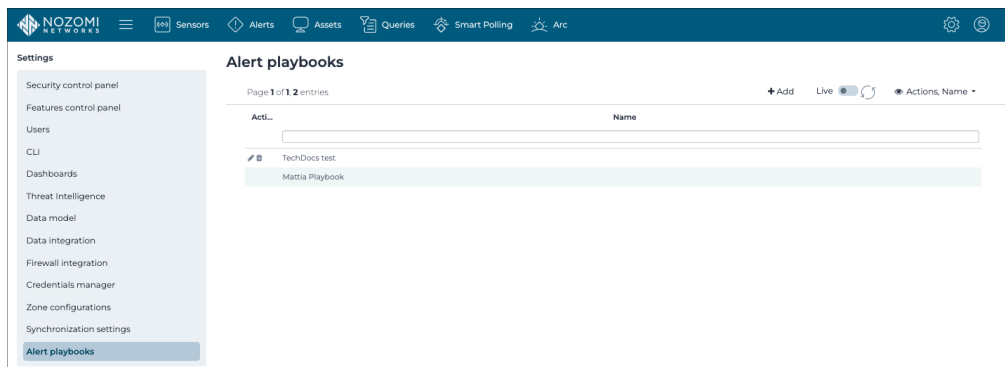 NOZOMI NETWORKS Sensors Alerts Assets Queries Smart Polling Arc
Settings
Security control panel
Features control panel
Users
CLI
Dashboards
Threat Intelligence
Data model
Data integration
Firewall integration
Credentials manager
Zone configurations
Synchronization settings
Alert playbooks
Alert playbooks
Page 1 of 1, 2 entries + Add Live Actions, Name
Acti... Name
TechDocs test
Mattia Playbook